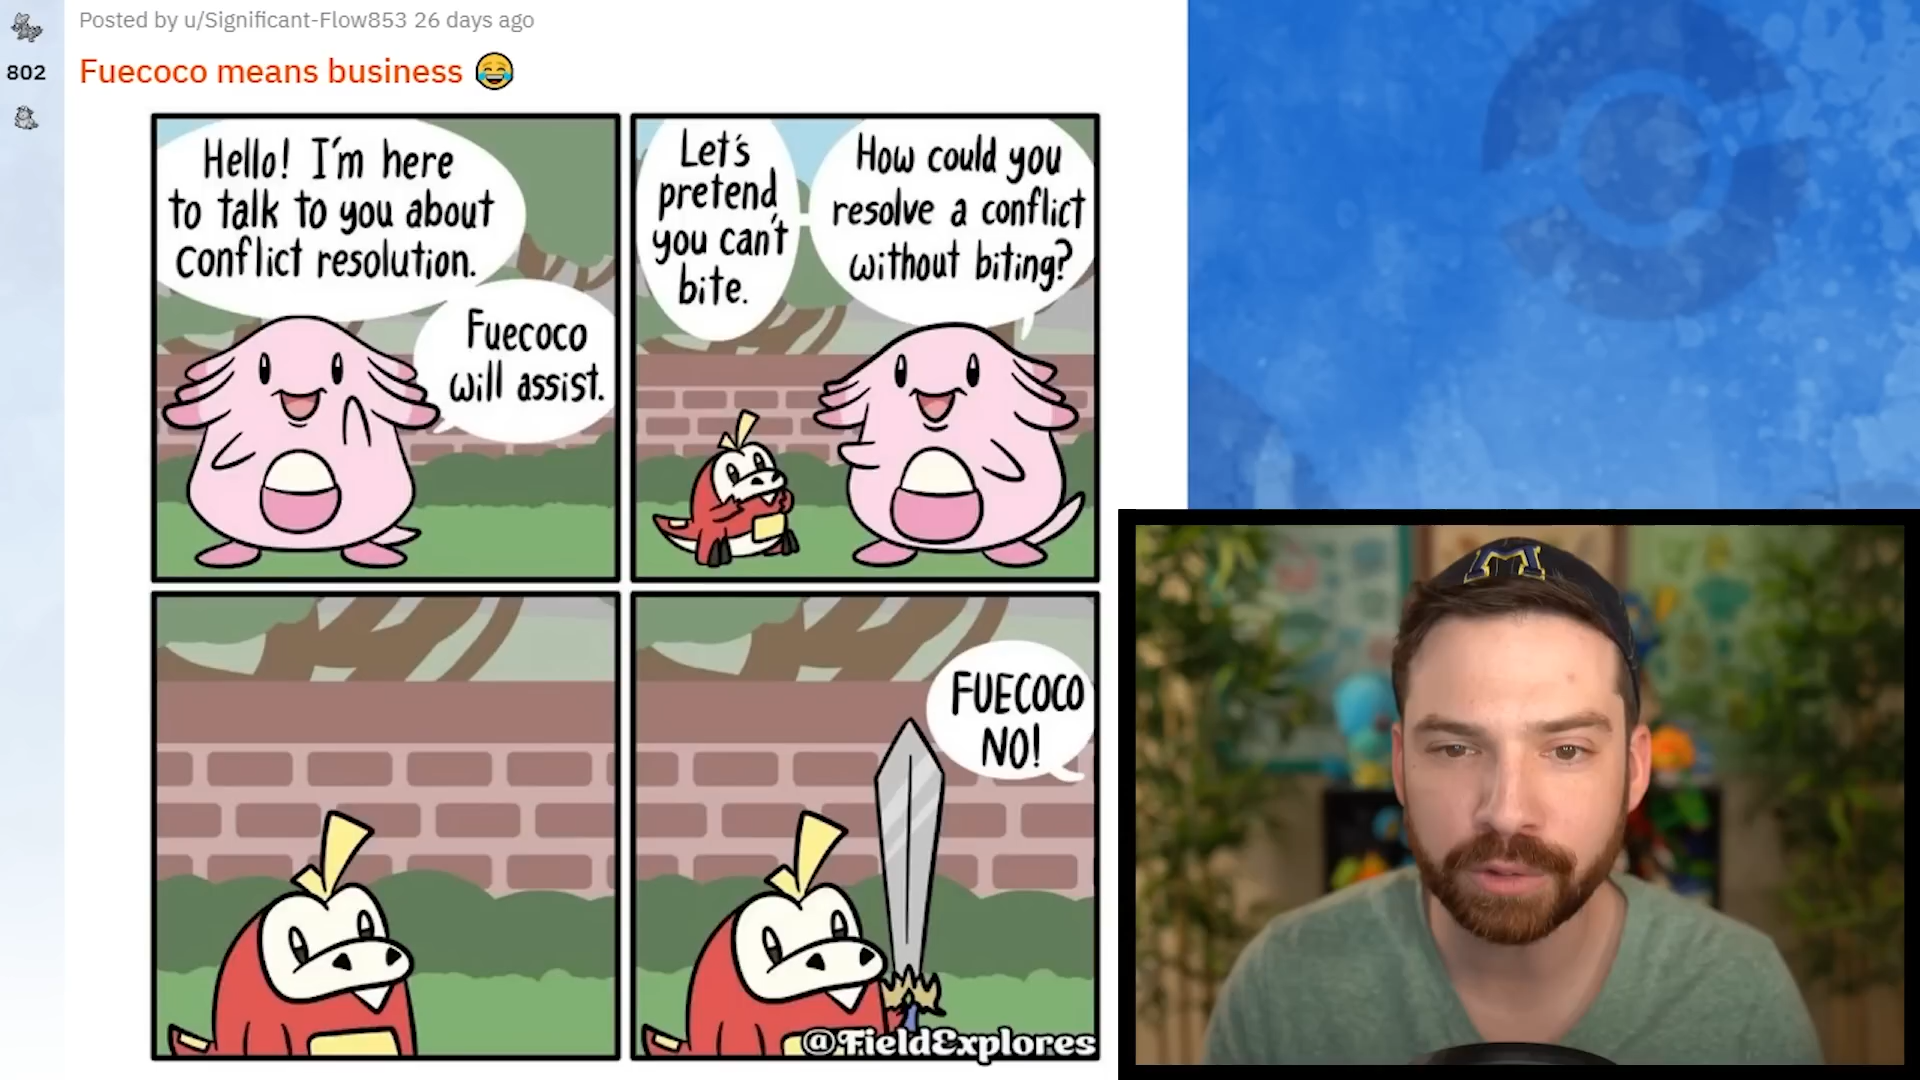 Posted by u/Significant-Flow853 26 days ago
802
Fuecoco means business 😂
Hello! I'm here
to talk to you about
conflict resolution.
Fuecoco
will assist.
Let's
pretend
you can't
bite.
How could you
resolve a conflict
without biting?
FUECOCO
NO!
@FieldExplores
M